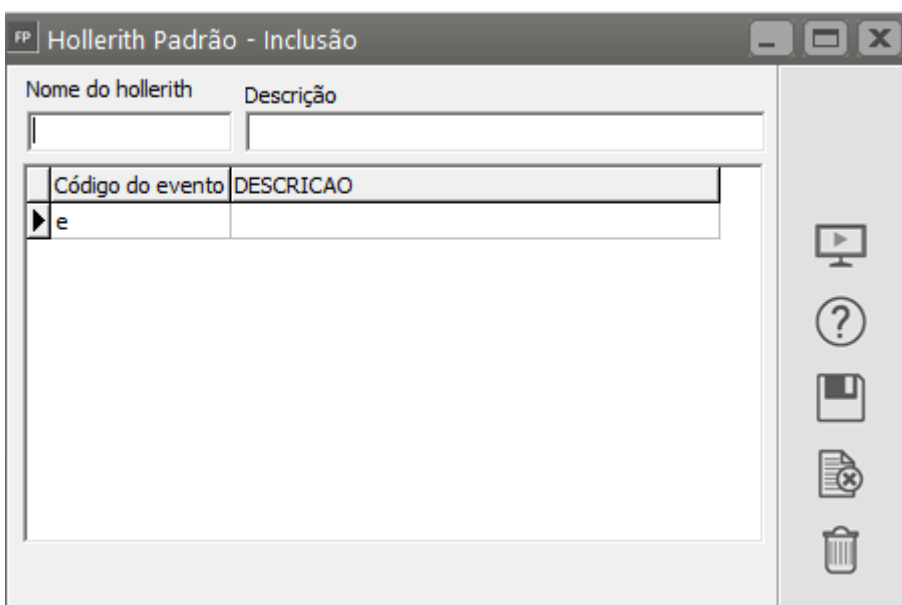 FP Hollerith Padrão - Inclusão
Nome do hollerith
Descrição
Código do evento DESCRICAO
e